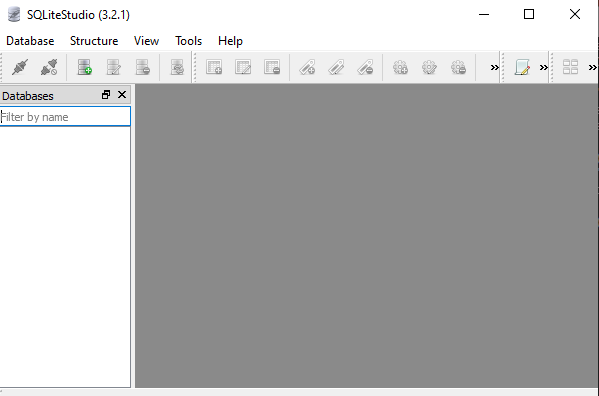 SQLiteStudio (3.2.1)
Database Structure View Tools Help
Databases
Filter by name